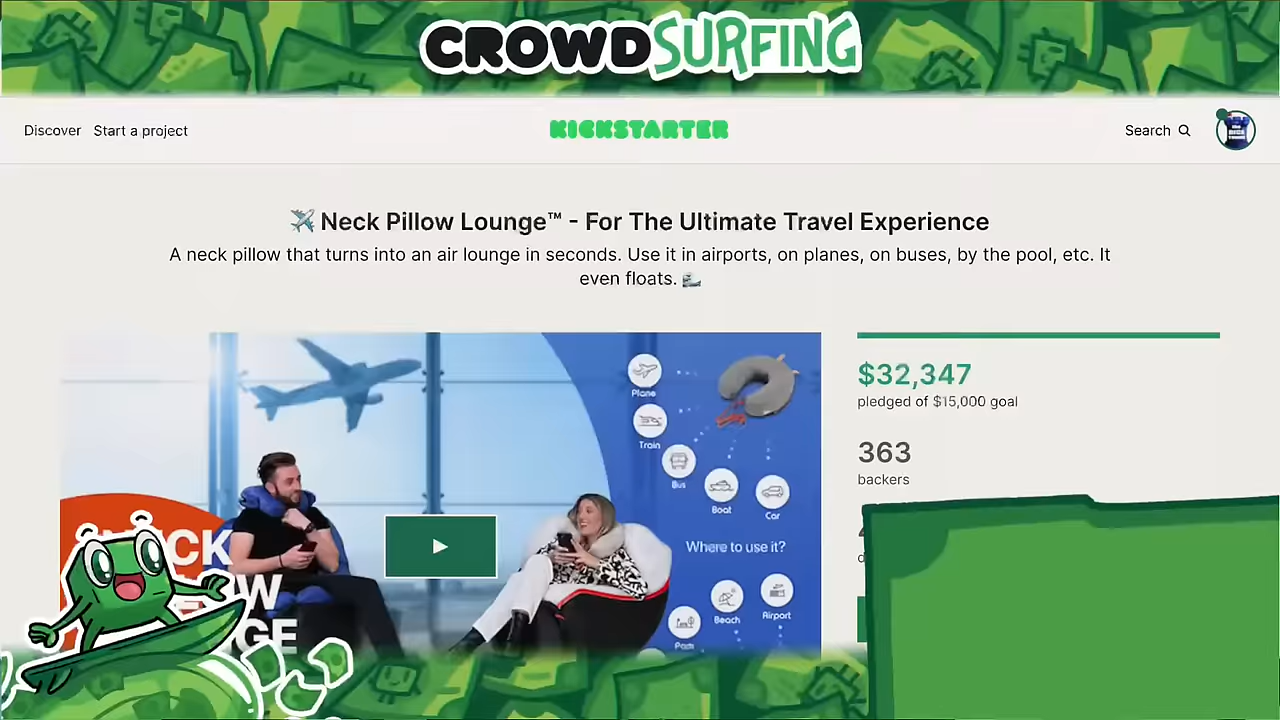 CROWDSURFING
Discover Start a project
KICKSTARTER
Search
Neck Pillow Lounge™ - For The Ultimate Travel Experience
A neck pillow that turns into an air lounge in seconds. Use it in airports, on planes, on buses, by the pool, etc. It
even floats.
$32,347
pledged of $15,000 goal
363
backers
Plane
Train
Bus
Boat
Car
Where to use it?
Beach
Airport